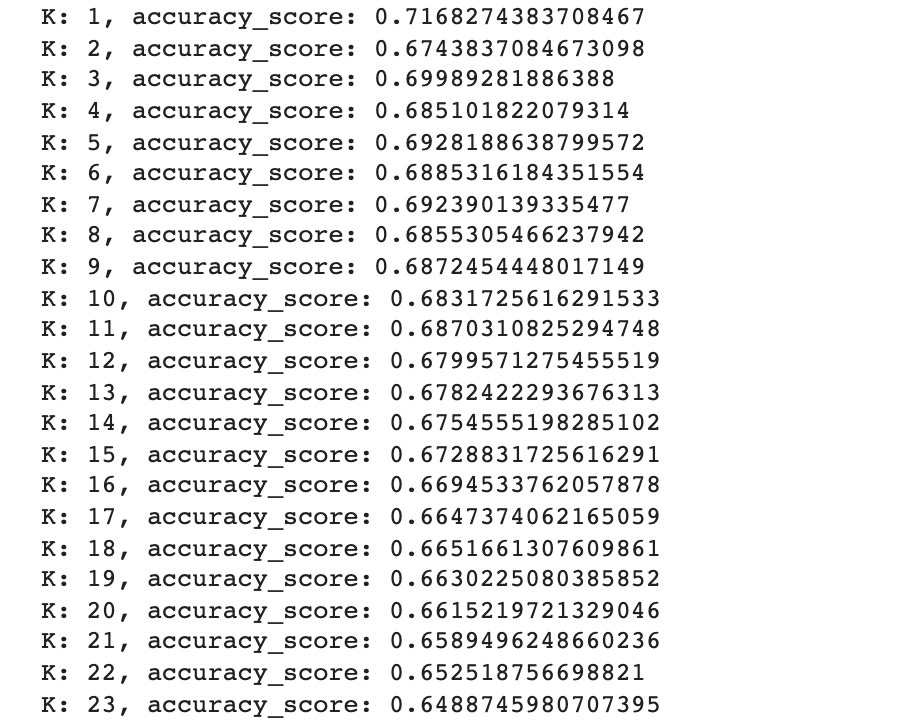 K: 1, accuracy_score: 0.7168274383708467
K: 2, accuracy_score: 0.6743837084673098
K: 3, accuracy_score: 0.69989281886388
K: 4, accuracy_score: 0.685101822079314
K: 5, accuracy_score: 0.6928188638799572
K: 6, accuracy_score: 0.6885316184351554
K: 7, accuracy_score: 0.692390139335477
K: 8, accuracy_score: 0.6855305466237942
K: 9, accuracy_score: 0.6872454448017149
K: 10, accuracy_score: 0.6831725616291533
K: 11, accuracy_score: 0.6870310825294748
K: 12, accuracy_score: 0.6799571275455519
K: 13, accuracy_score: 0.6782422293676313
K: 14, accuracy_score: 0.6754555198285102
K: 15, accuracy_score: 0.6728831725616291
K: 16, accuracy_score: 0.6694533762057878
K: 17, accuracy_score: 0.6647374062165059
K: 18, accuracy_score: 0.6651661307609861
K: 19, accuracy_score: 0.6630225080385852
K: 20, accuracy_score: 0.6615219721329046
K: 21, accuracy_score: 0.6589496248660236
K: 22, accuracy_score: 0.652518756698821
K: 23, accuracy_score: 0.6488745980707395